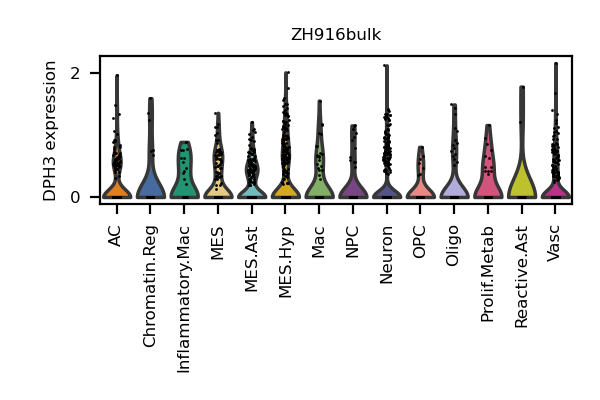 ZH916bulk
DPH3 expression
2
0
AC
Chromatin.Reg
Inflammatory.Mac
MES
MES.Ast
MES.Hyp
Mac
NPC
Neuron
OPC
Oligo
Prolif.Metab
Reactive.Ast
Vasc